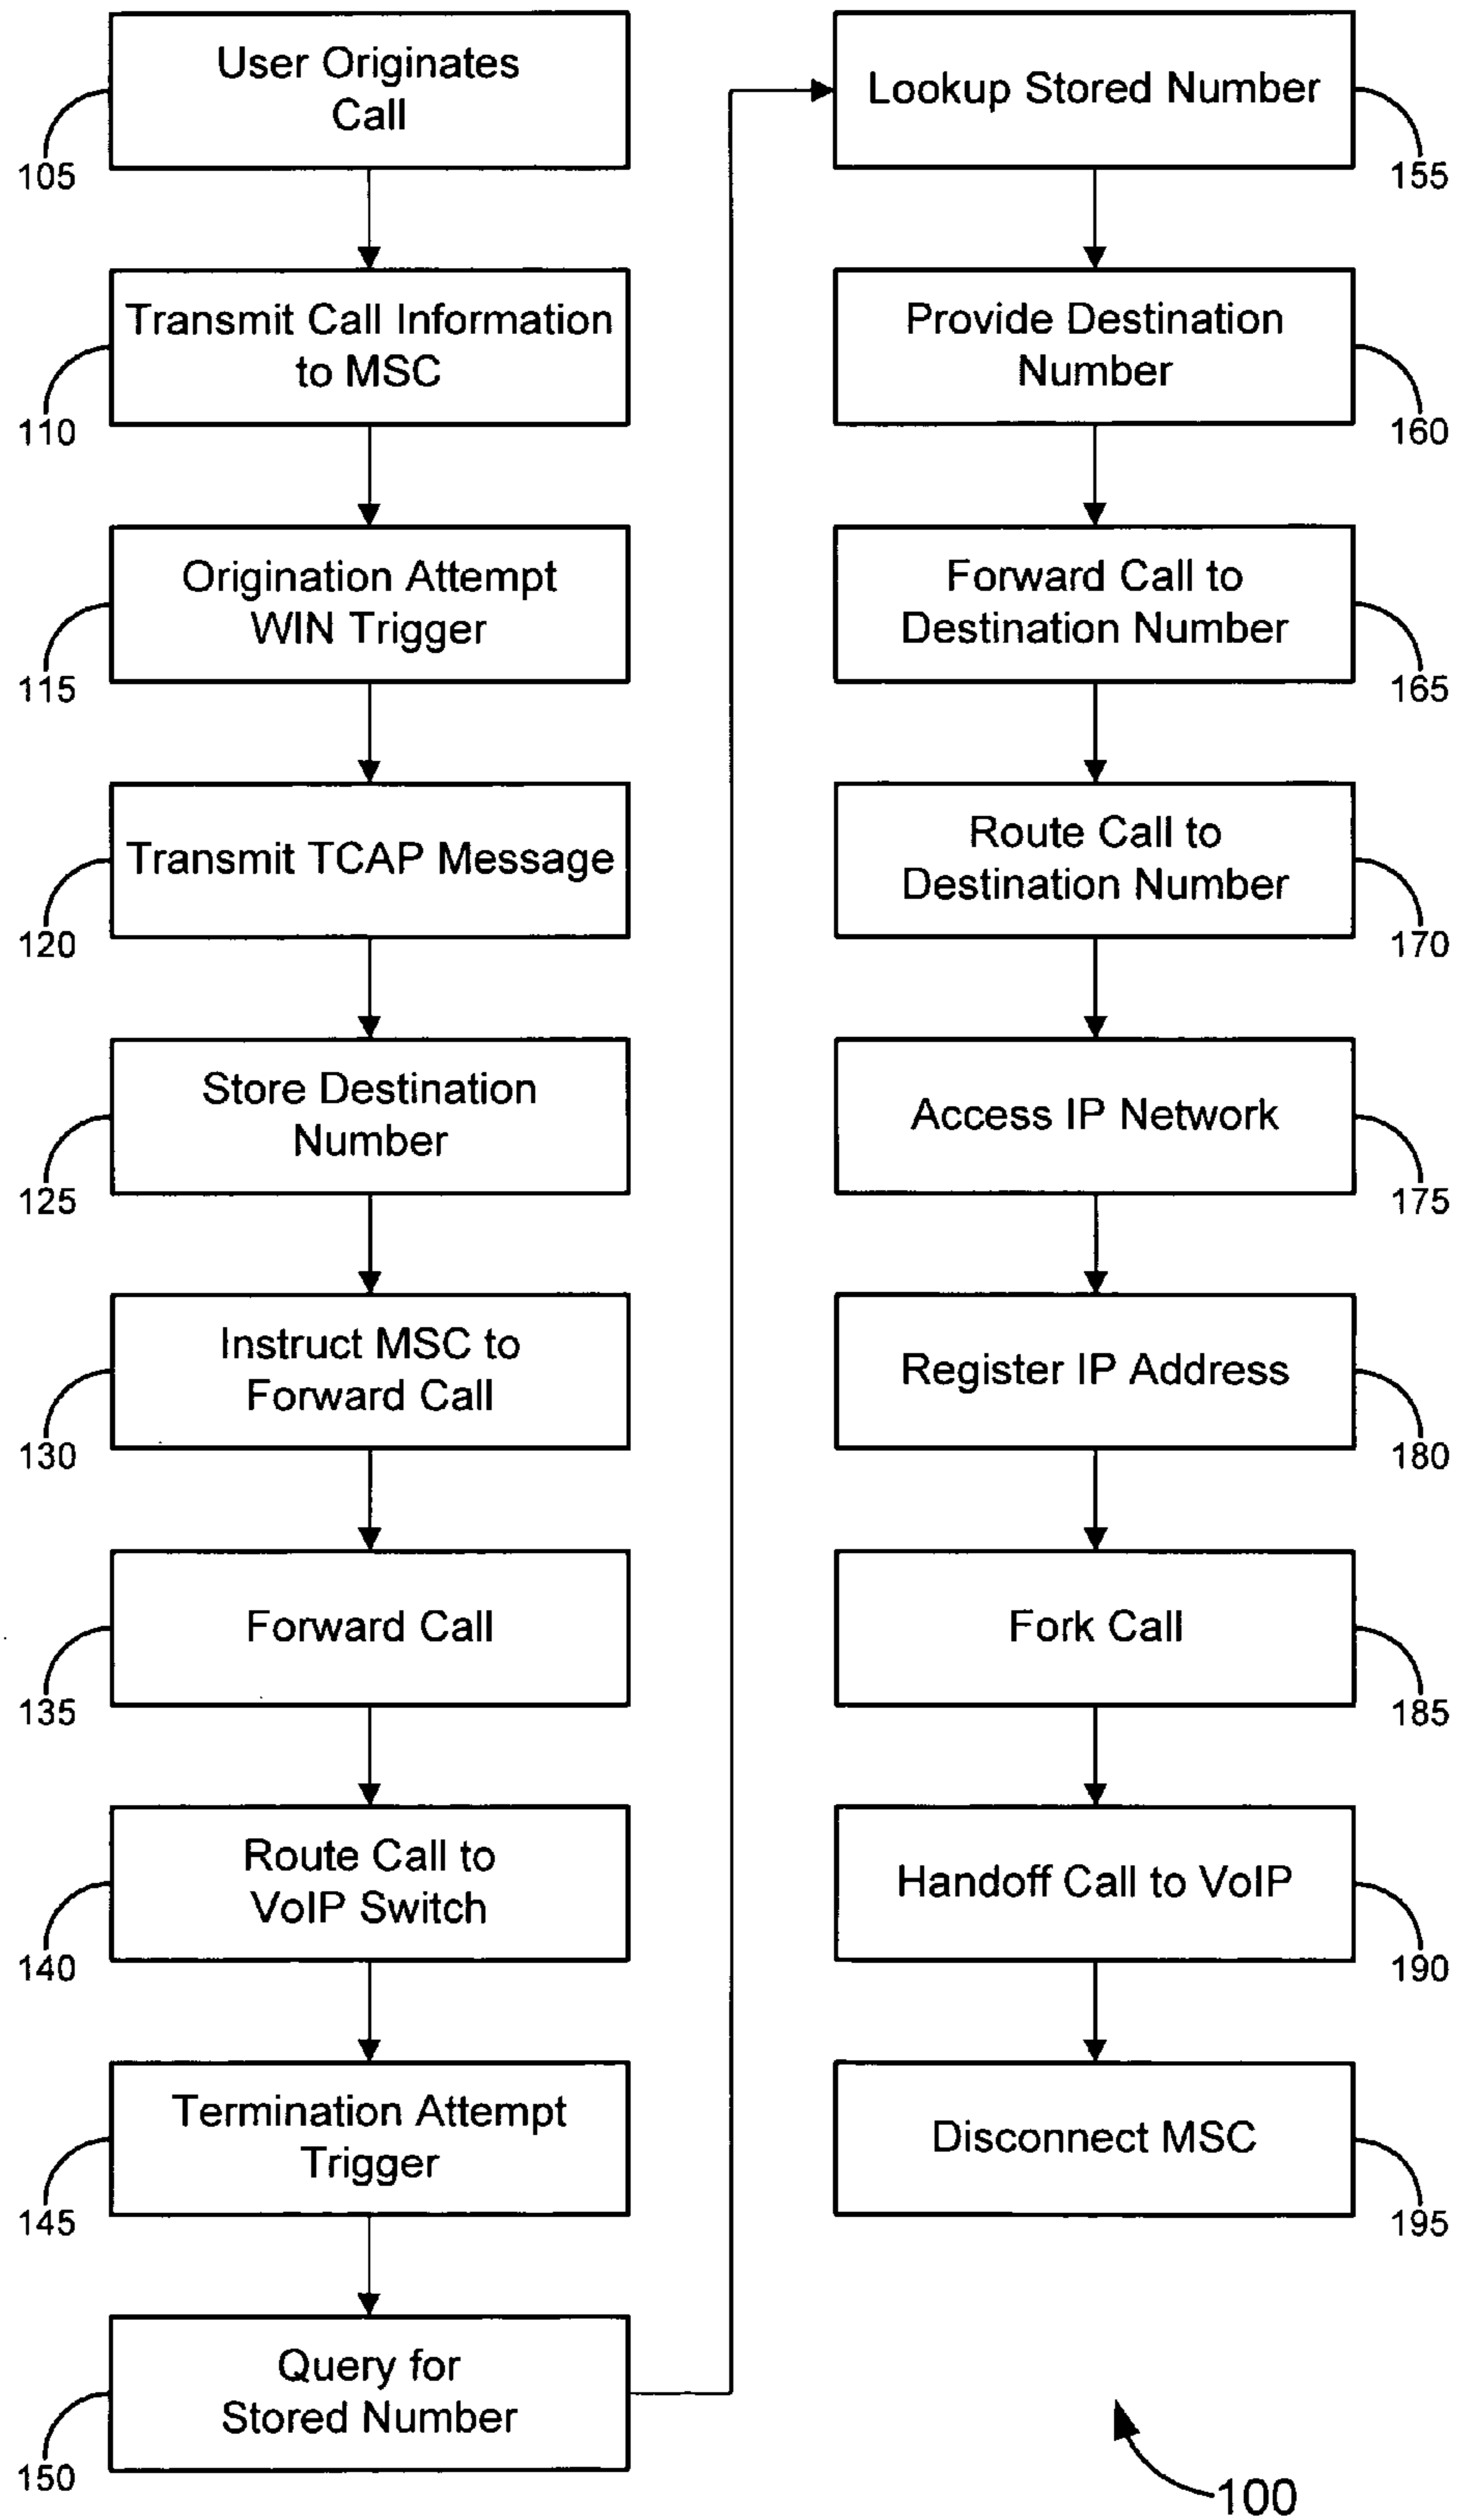 User Originates
Call
105
Transmit Call Information
to MSC
110
Origination Attempt
WIN Trigger
115
Transmit TCAP Message
120
Store Destination
Number
125
Instruct MSC to
Forward Call
130
Forward Call
135
Route Call to
VoIP Switch
140
Termination Attempt
Trigger
145
Query for
Stored Number
150
Lookup Stored Number
155
Provide Destination
Number
160
Forward Call to
Destination Number
165
Route Call to
Destination Number
170
Access IP Network
175
Register IP Address
180
Fork Call
185
Handoff Call to VoIP
190
Disconnect MSC
195
100